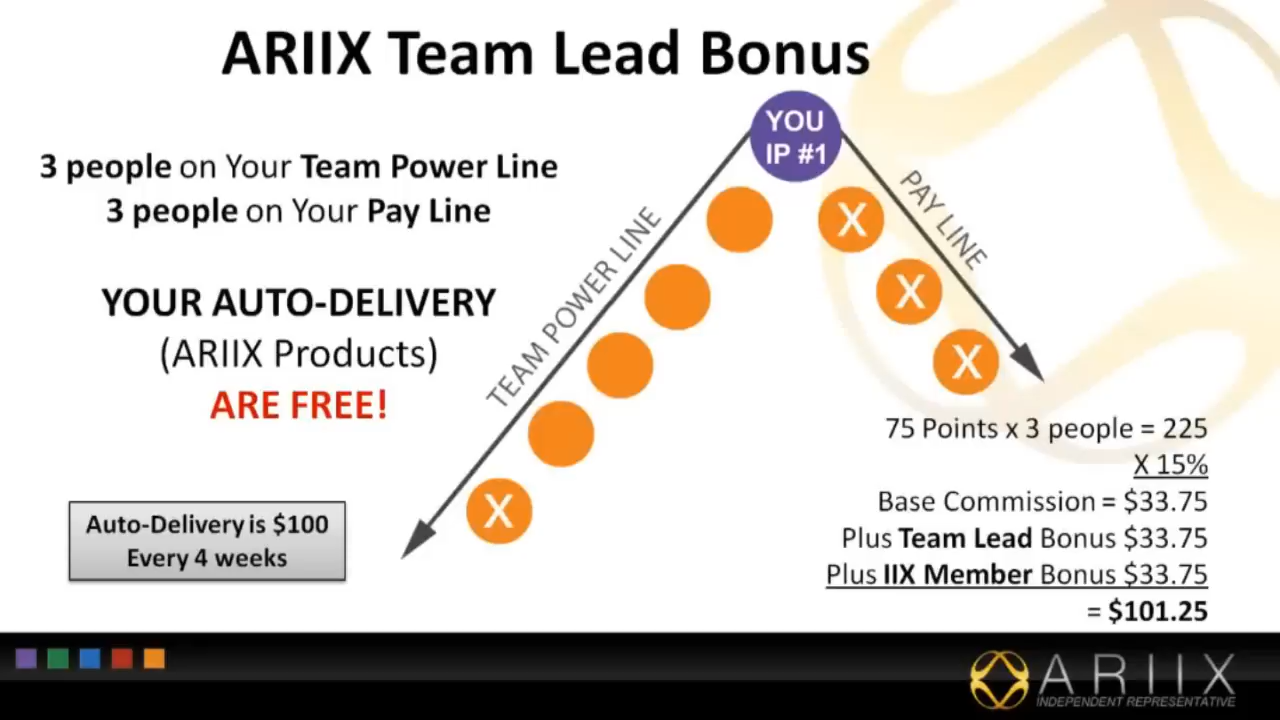 ARIIX Team Lead Bonus
3 people on Your Team Power Line
3 people on Your Pay Line
YOUR AUTO-DELIVERY
(ARIIX Products)
ARE FREE!
Auto-Delivery is $100
Every 4 weeks
YOU
IP #1
TEAM POWER LINE
PAY LINE
X
X
X
X
75 Points x 3 people = 225
X 15%
Base Commission = $33.75
Plus Team Lead Bonus $33.75
Plus IIX Member Bonus $33.75
= $101.25
ARIIX
INDEPENDENT REPRESENTATIVE